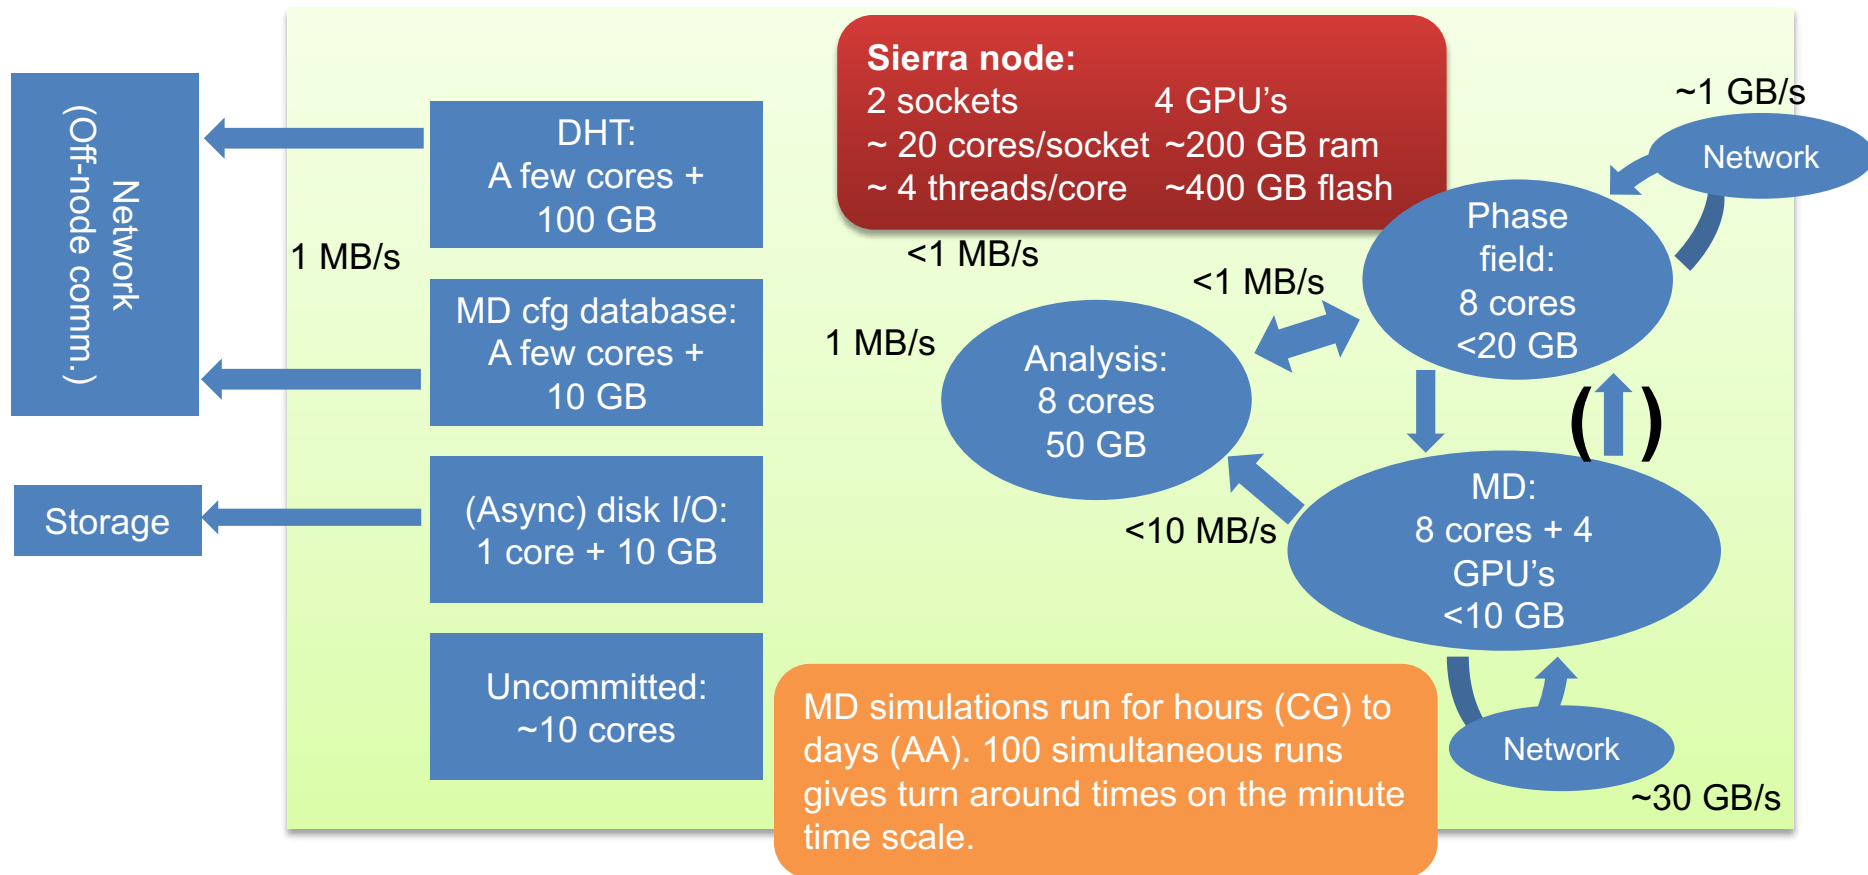 Sierra node:
2 sockets 4 GPU's
~ 20 cores/socket ~200 GB ram
~ 4 threads/core ~400 GB flash
~1 GB/s
Network
Network
(Off-node comm.)
DHT:
A few cores +
100 GB
1 MB/s
<1 MB/s
<1 MB/s
Phase
field:
8 cores
<20 GB
MD cfg database:
A few cores +
10 GB
1 MB/s
Analysis:
8 cores
50 GB
( )
Storage
(Async) disk I/O:
1 core + 10 GB
<10 MB/s
MD:
8 cores + 4
GPU's
<10 GB
Uncommitted:
~10 cores
MD simulations run for hours (CG) to
days (AA). 100 simultaneous runs
gives turn around times on the minute
time scale.
Network
~30 GB/s